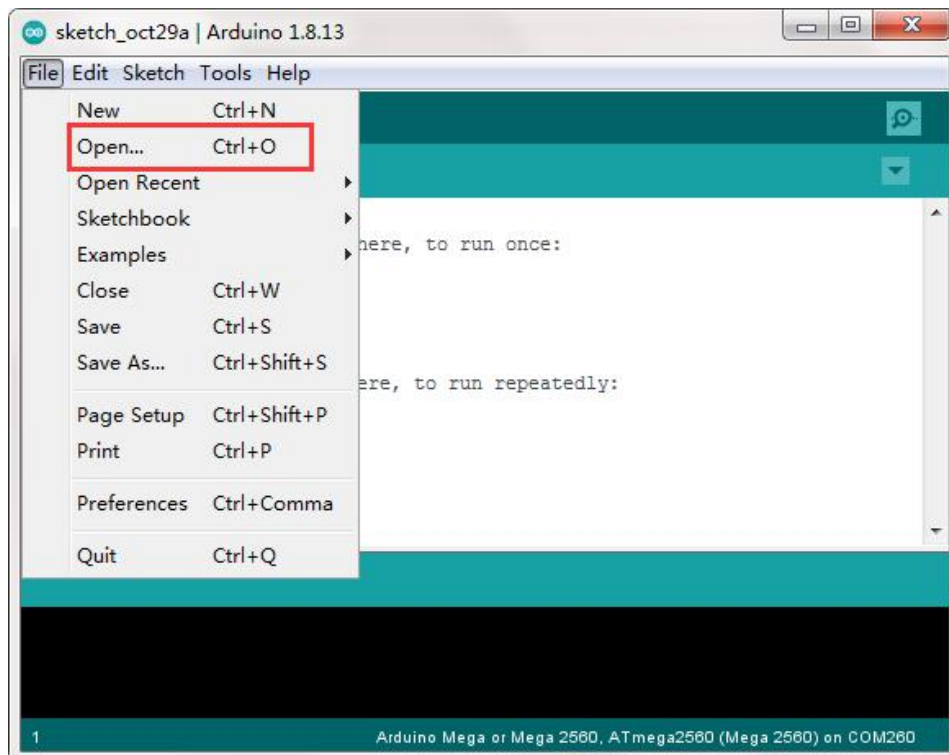 sketch_oct29a | Arduino 1.8.13
File Edit Sketch Tools Help
New Ctrl+N
Open... Ctrl+O
Open Recent
Sketchbook
here, to run once:
Examples
Close Ctrl+W
Save Ctrl+S
Save As... Ctrl+Shift+S
ere, to run repeatedly:
Page Setup Ctrl+Shift+P
Print Ctrl+P
Preferences Ctrl+Comma
Quit Ctrl+Q
1 Arduino Mega or Mega 2560, ATmega2560 (Mega 2560) on COM260